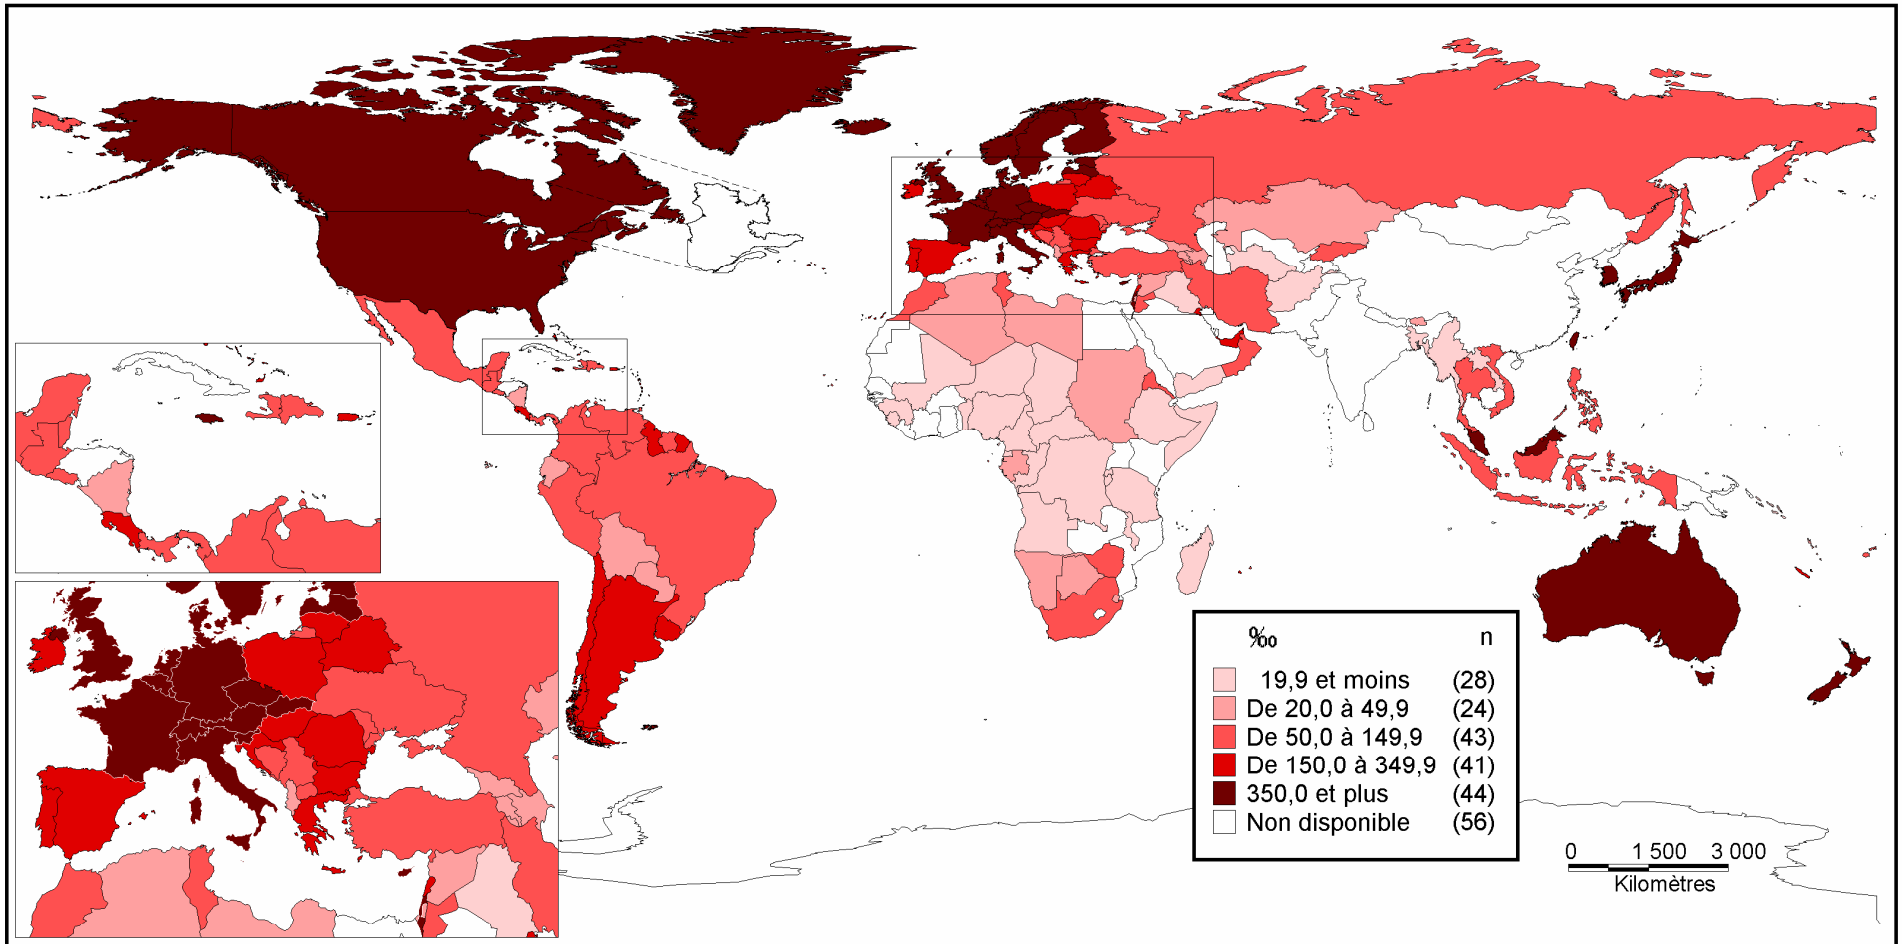 ‰ n
19,9 et moins (28)
De 20,0 à 49,9 (24)
De 50,0 à 149,9 (43)
De 150,0 à 349,9 (41)
350,0 et plus (44)
Non disponible (56)
0 1 500 3 000
Kilomètres